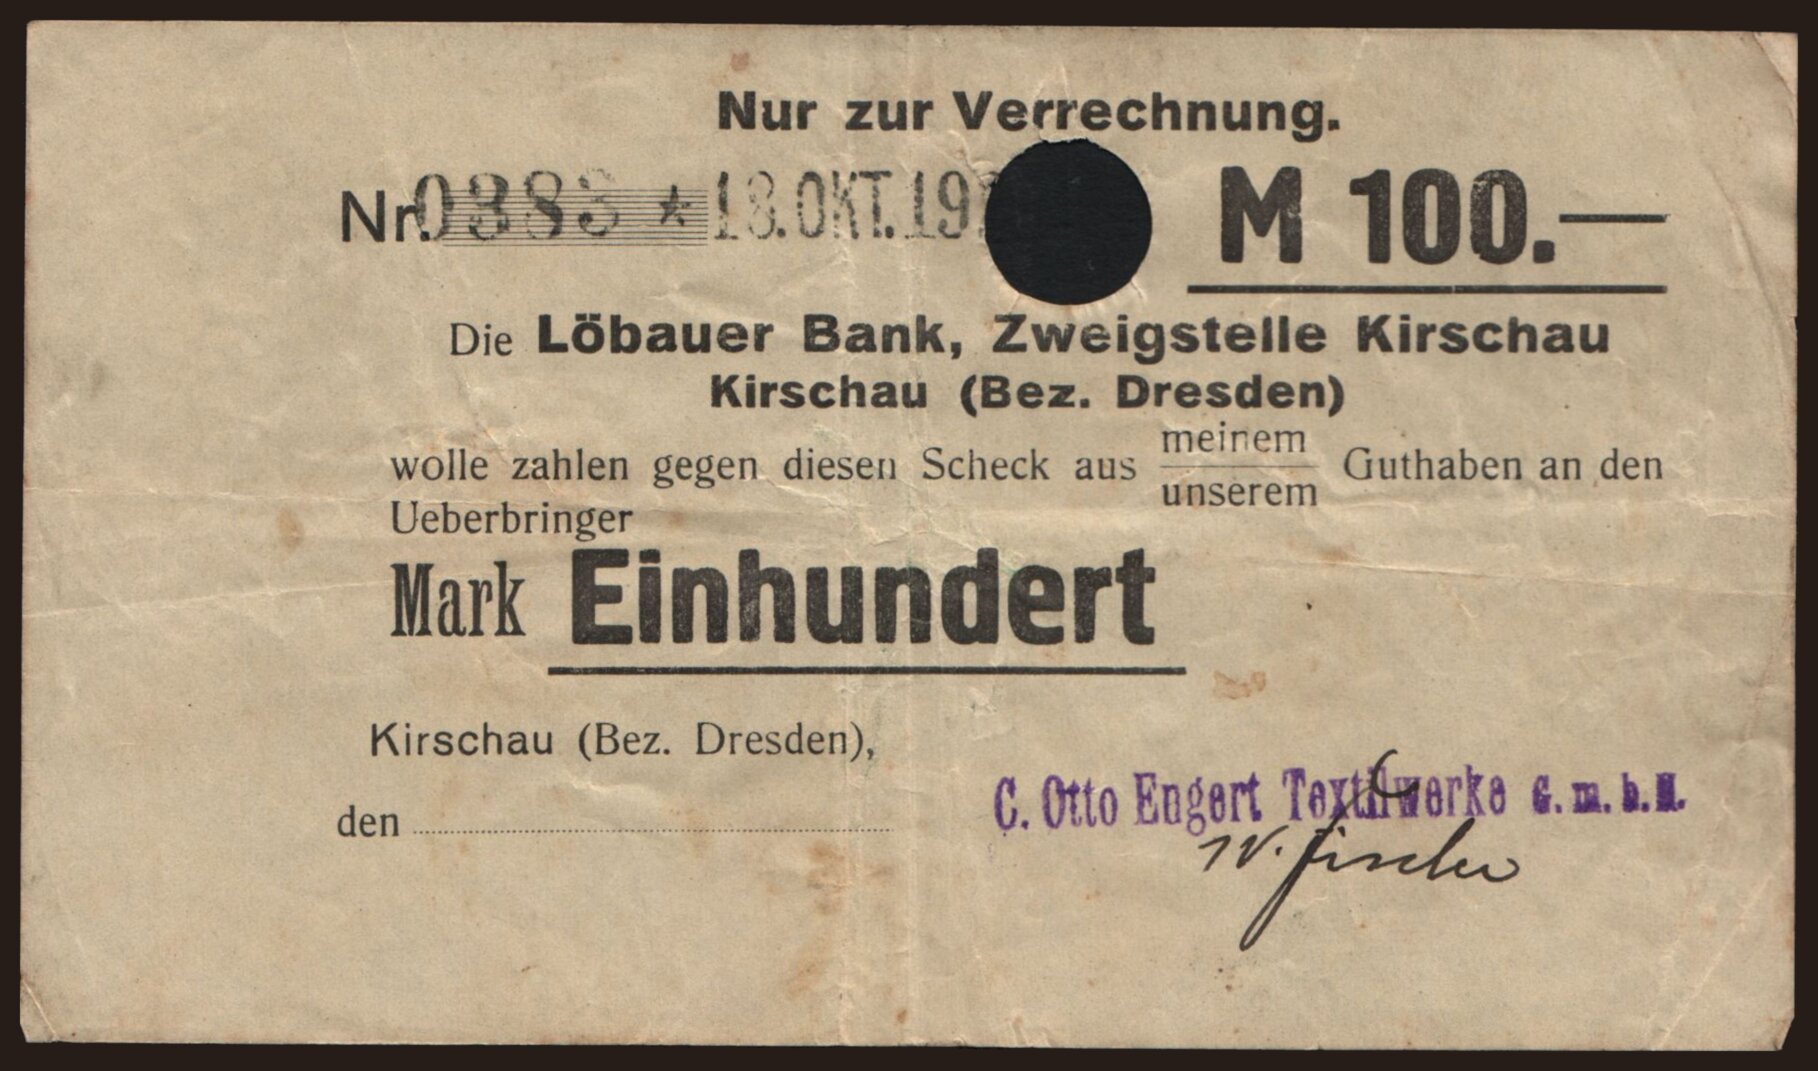 Nur zur Verrechnung.
Nr. 0383 * 18.OKT.19 M 100.—
Die Löbauer Bank, Zweigstelle Kirschau
Kirschau (Bez. Dresden)
wolle zahlen gegen diesen Scheck aus meinem Guthaben an den
unserem
Ueberbringer
Mark Einhundert
Kirschau (Bez. Dresden),
den
C. Otto Engert Textilwerke G.m.b.H.
W. Fischer